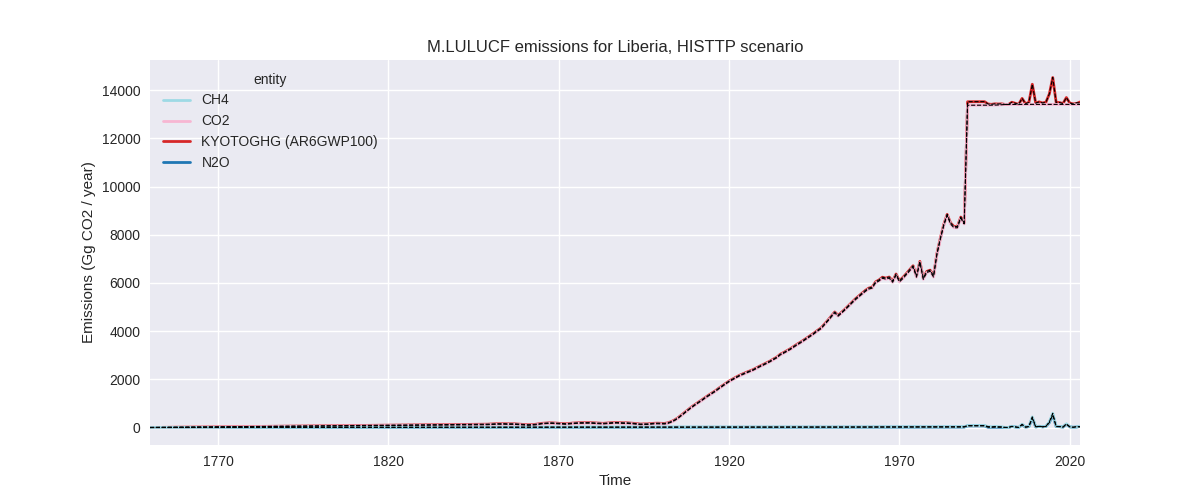 M.LULUCF emissions for Liberia, HISTTP scenario
entity
CH4
CO2
KYOTOGHG (AR6GWP100)
N2O
14000
12000
10000
8000
6000
4000
2000
0
Emissions (Gg CO2 / year)
1770
1820
1870
1920
1970
2020
Time